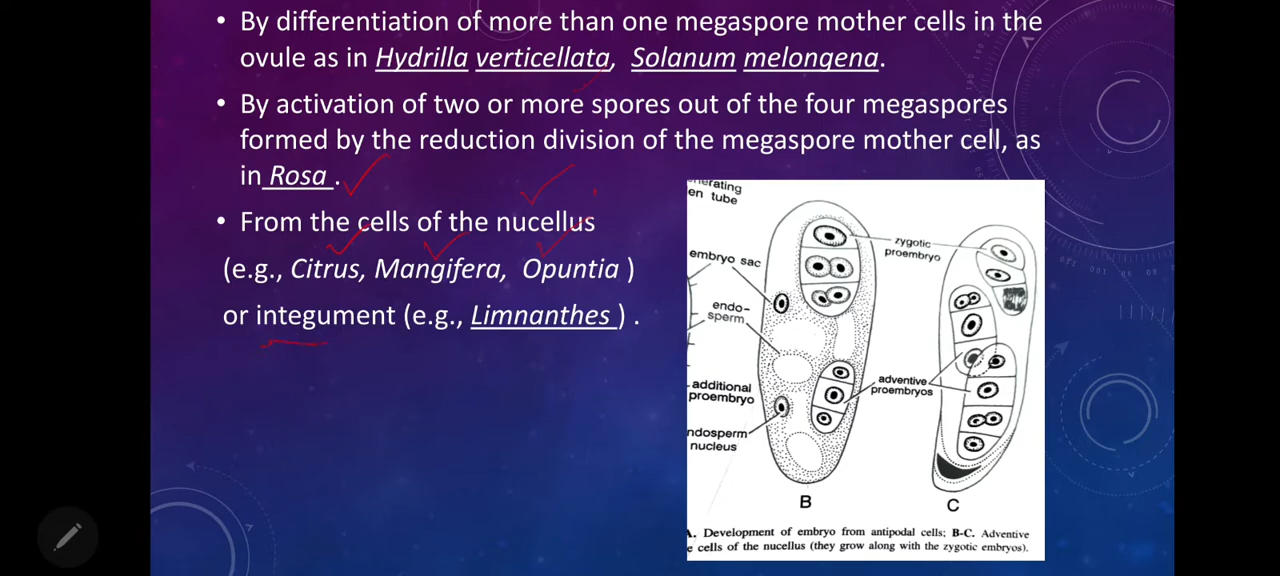 • By differentiation of more than one megaspore mother cells in the
ovule as in Hydrilla verticellata, Solanum melongena.
• By activation of two or more spores out of the four megaspores
formed by the reduction division of the megaspore mother cell, as
in Rosa .
• From the cells of the nucellus
(e.g., Citrus, Mangifera, Opuntia )
or integument (e.g., Limnanthes ) .
nerating
en tube
zygotic
proembryo
embryo sac
endo-
sperm
additional
proembryo
adventive
proembryos
ndosperm
nucleus
B
C
A. Development of embryo from antipodal cells; B-C. Adventive
e cells of the nucellus (they grow along with the zygotic embryos).